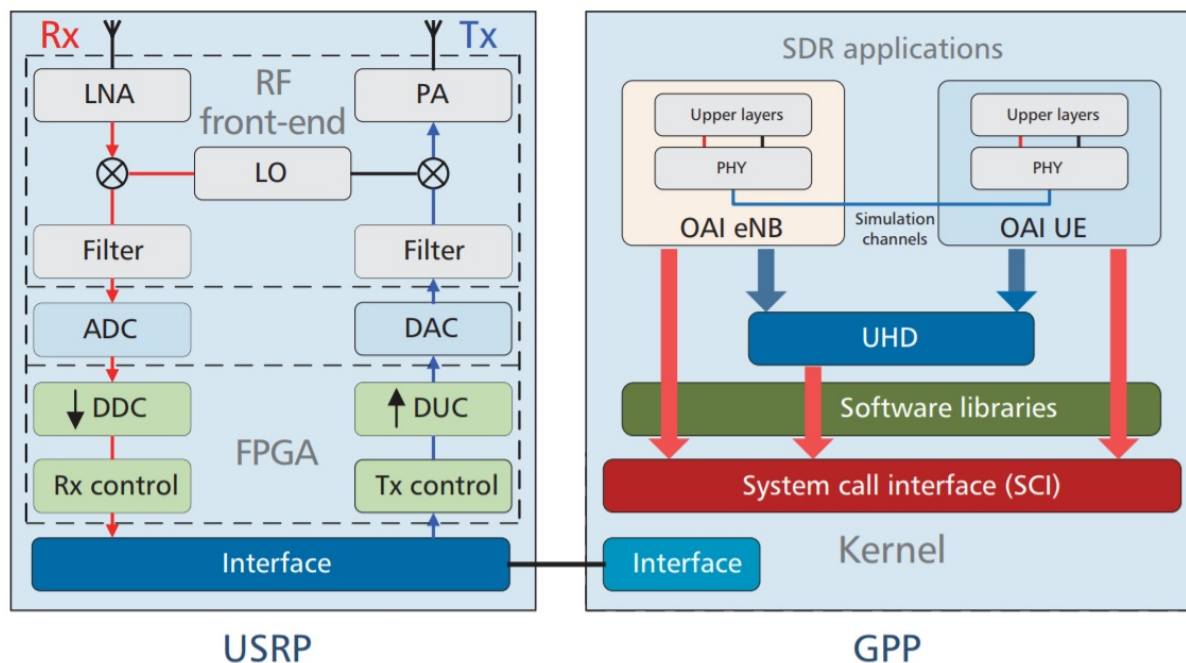 Rx
Tx
LNA
RF
front-end
PA
LO
Filter
Filter
ADC
DAC
DDC
DUC
FPGA
Rx control
Tx control
Interface
USRP
SDR applications
Upper layers
Upper layers
PHY
PHY
Simulation
channels
OAI eNB
OAI UE
UHD
Software libraries
System call interface (SCI)
Kernel
Interface
GPP